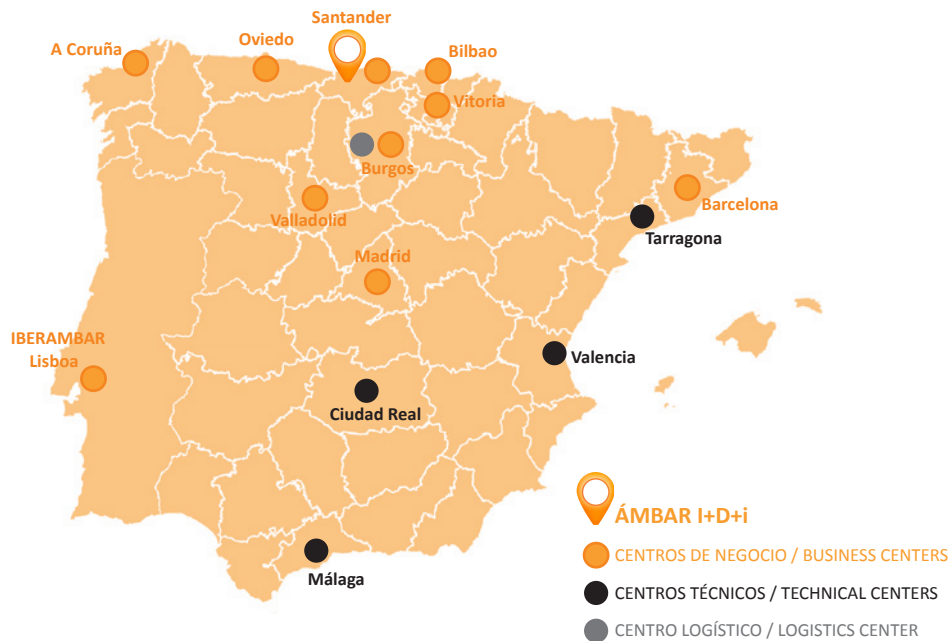 Santander
A Coruña
Oviedo
Bilbao
Vitoria
Burgos
Valladolid
Barcelona
Tarragona
Madrid
IBERAMBAR
Lisboa
Valencia
Ciudad Real
Málaga
ÁMBAR I+D+i
CENTROS DE NEGOCIO / BUSINESS CENTERS
CENTROS TÉCNICOS / TECHNICAL CENTERS
CENTRO LOGÍSTICO / LOGISTICS CENTER